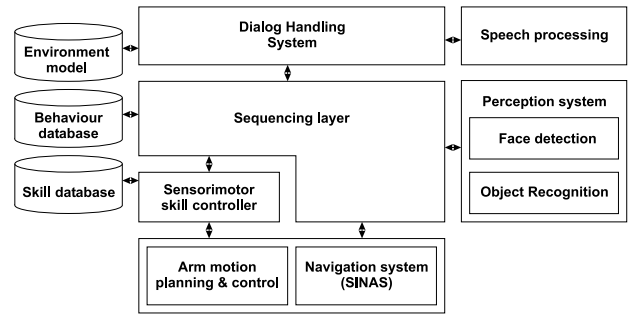 Dialog Handling
System
Speech processing
Environment
model
Behaviour
database
Sequencing layer
Perception system
Face detection
Object Recognition
Skill database
Sensorimotor
skill controller
Arm motion
planning & control
Navigation system
(SINAS)